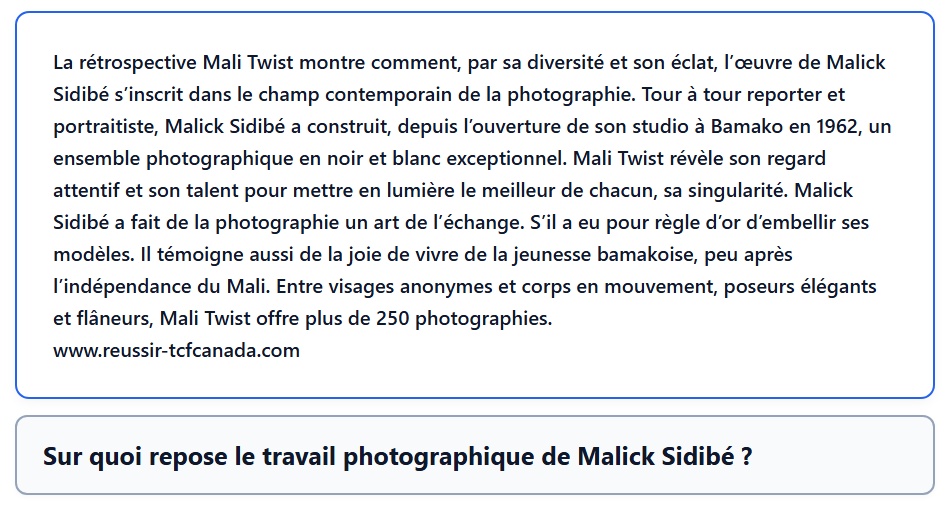 La rétrospective Mali Twist montre comment, par sa diversité et son éclat, l’œuvre de Malick
Sidibé s’inscrit dans le champ contemporain de la photographie. Tour à tour reporter et
portraitiste, Malick Sidibé a construit, depuis l’ouverture de son studio à Bamako en 1962, un
ensemble photographique en noir et blanc exceptionnel. Mali Twist révèle son regard
attentif et son talent pour mettre en lumière le meilleur de chacun, sa singularité. Malick
Sidibé a fait de la photographie un art de l’échange. S’il a eu pour règle d’or d’embellir ses
modèles. Il témoigne aussi de la joie de vivre de la jeunesse bamakoise, peu après
l’indépendance du Mali. Entre visages anonymes et corps en mouvement, poseurs élégants
et flâneurs, Mali Twist offre plus de 250 photographies.
www.reussir-tcfcanada.com
Sur quoi repose le travail photographique de Malick Sidibé ?